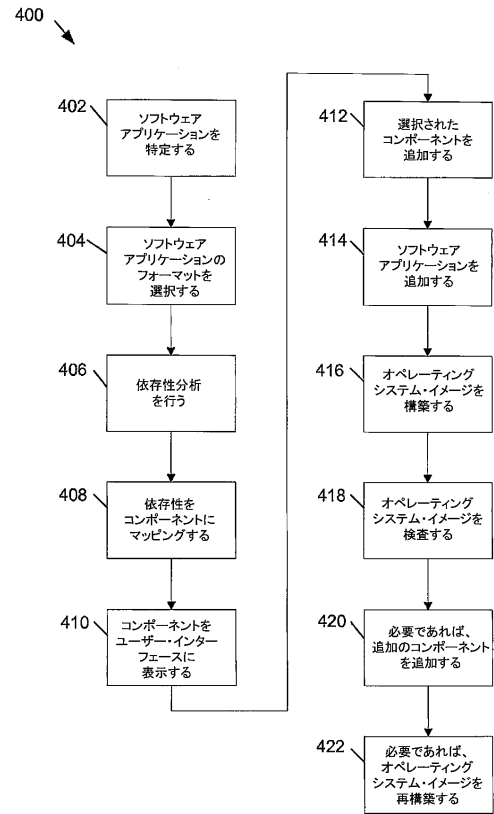 400
402
ソフトウェア
アプリケーションを
特定する
404
ソフトウェア
アプリケーションの
フォーマットを
選択する
406
依存性分析
を行う
408
依存性を
コンポーネントに
マッピングする
410
コンポーネントを
ユーザー・インター
フェースに
表示する
412
選択された
コンポーネントを
追加する
414
ソフトウェア
アプリケーションを
追加する
416
オペレーティング
システム・イメージを
構築する
418
オペレーティング
システム・イメージを
検査する
420
必要であれば、
追加のコンポーネント
を追加する
422
必要であれば、
オペレーティング
システム・イメージを
再構築する